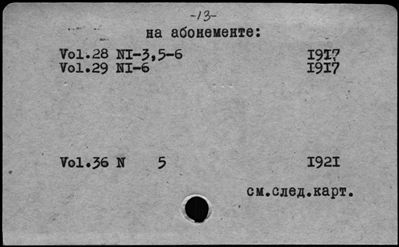 -13-
на абонементе:
Vol.28 NI-3,5-6 1917
Vol.29 NI-6 1917
Vol.36 N 5 1921
см.след.карт.